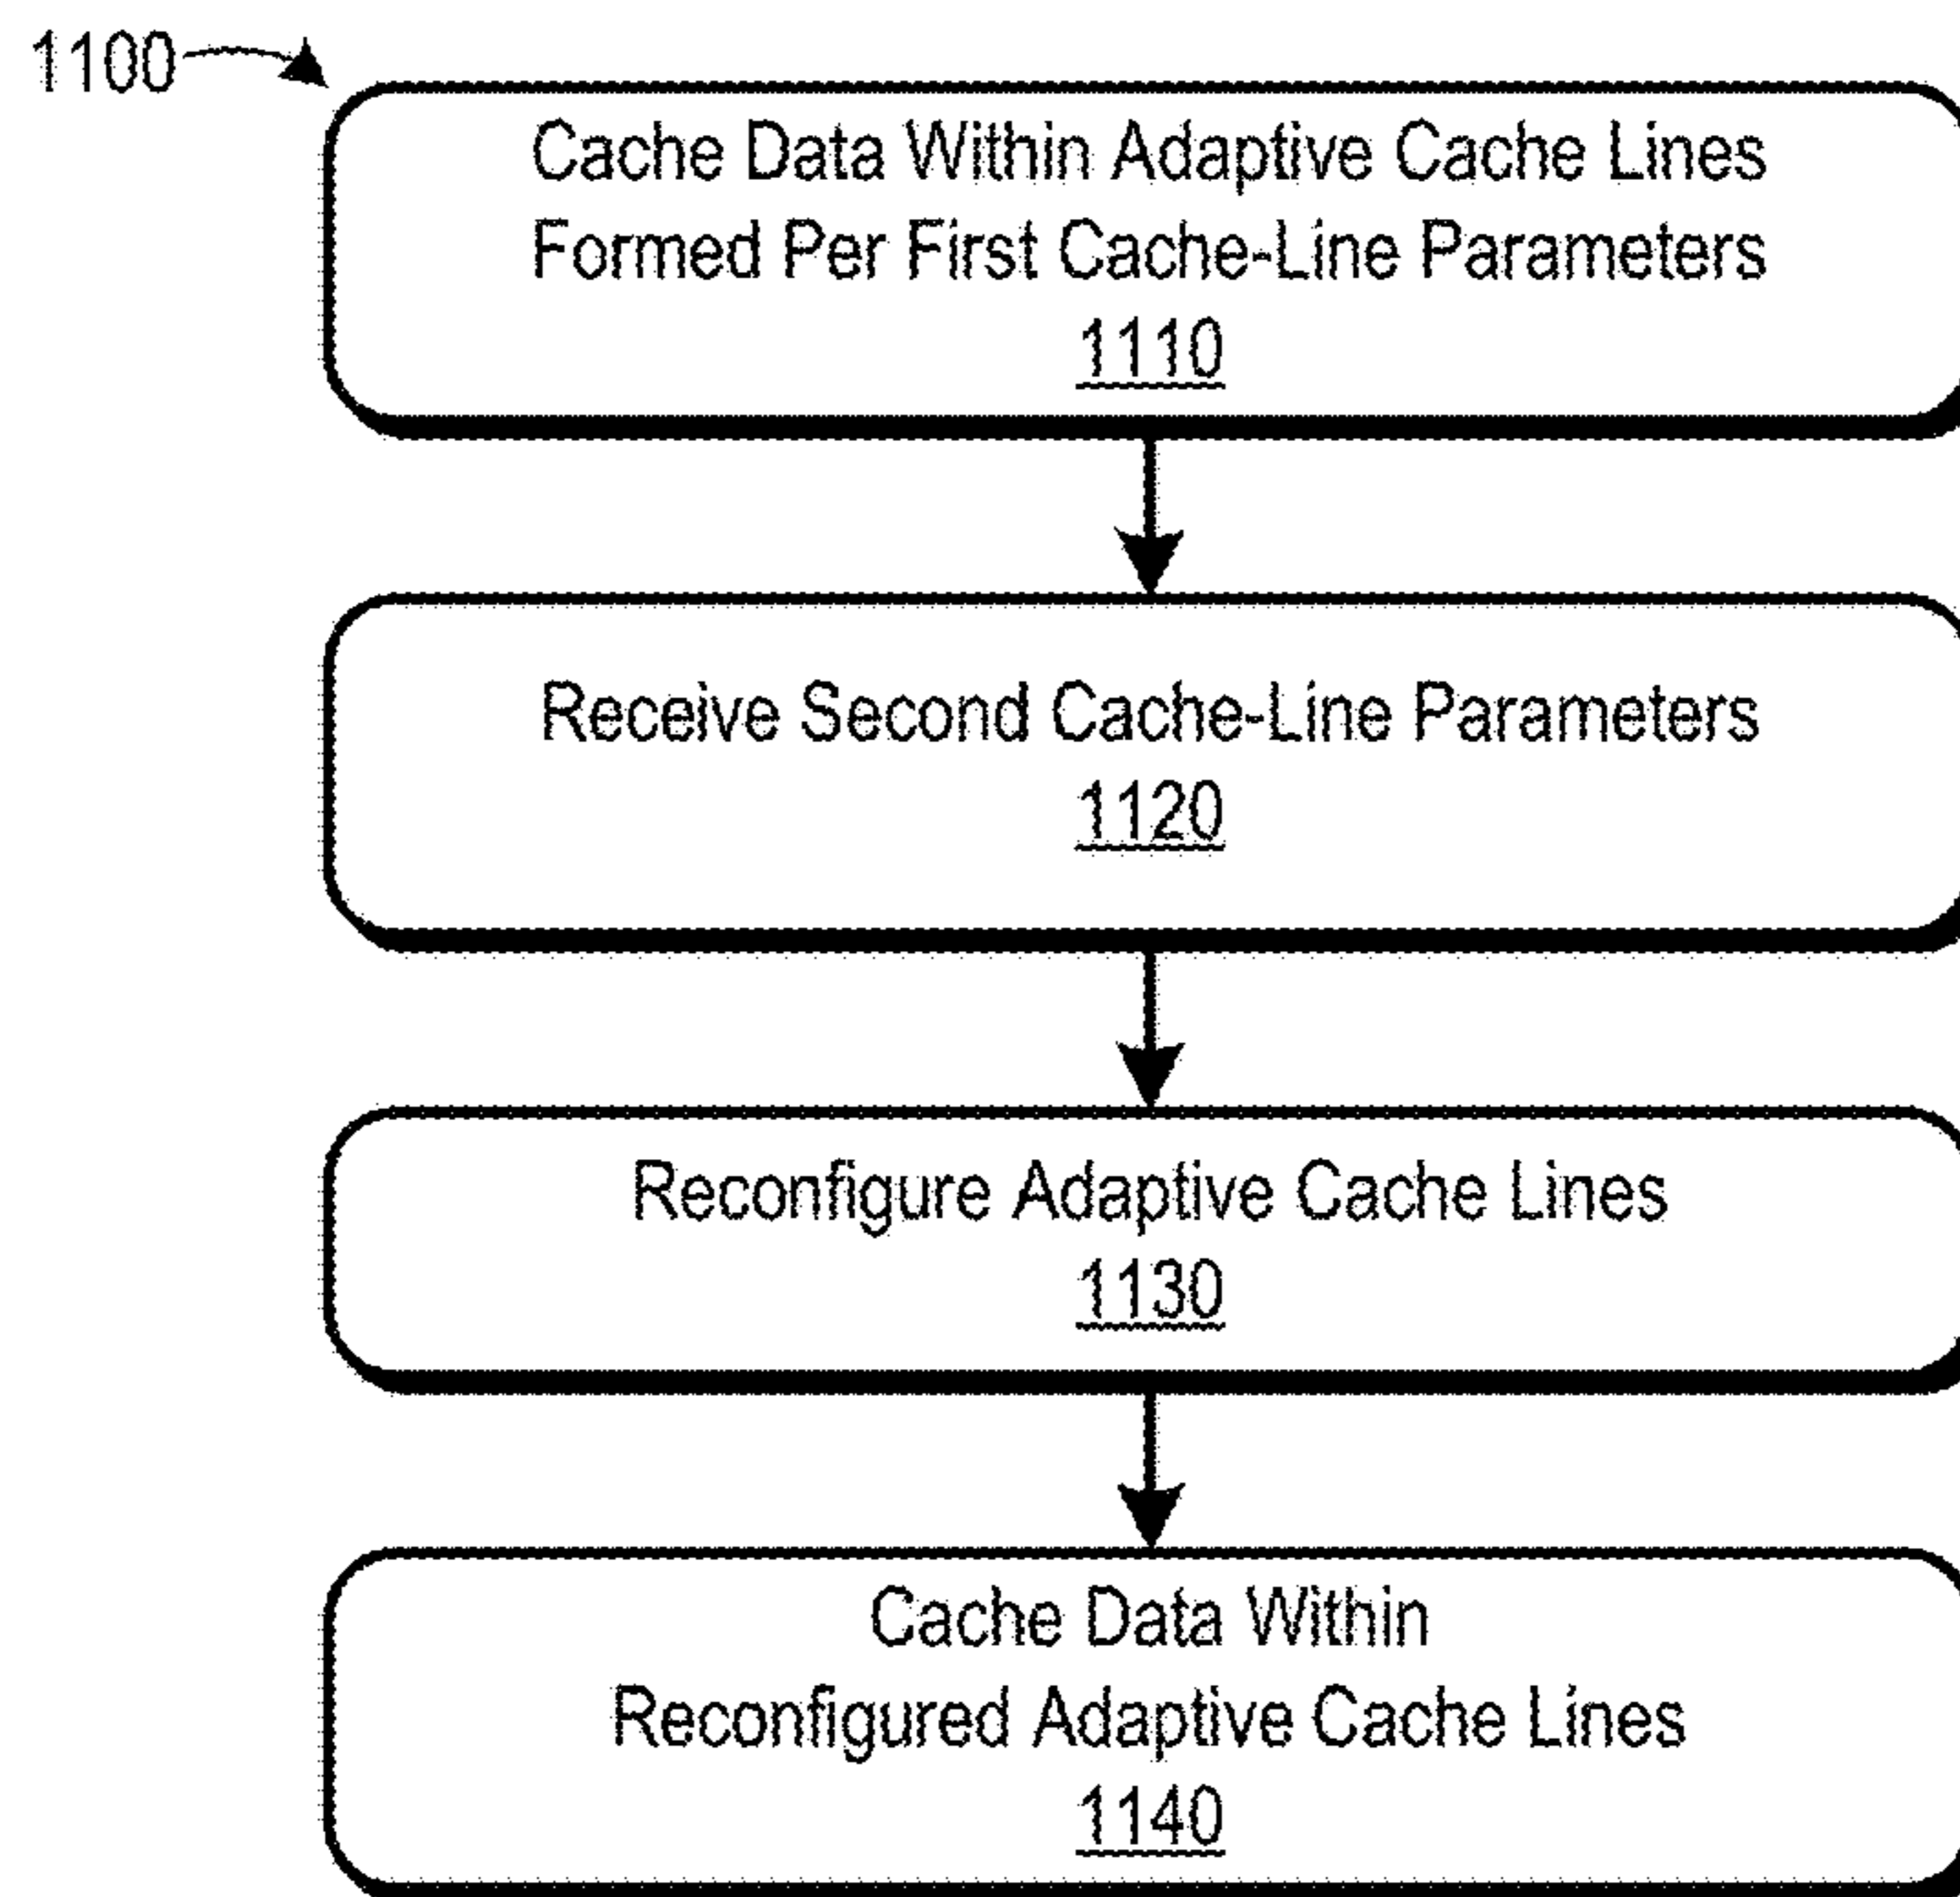 1100
Cache Data Within Adaptive Cache Lines
Formed Per First Cache-Line Parameters
1110
Receive Second Cache-Line Parameters
1120
Reconfigure Adaptive Cache Lines
1130
Cache Data Within
Reconfigured Adaptive Cache Lines
1140